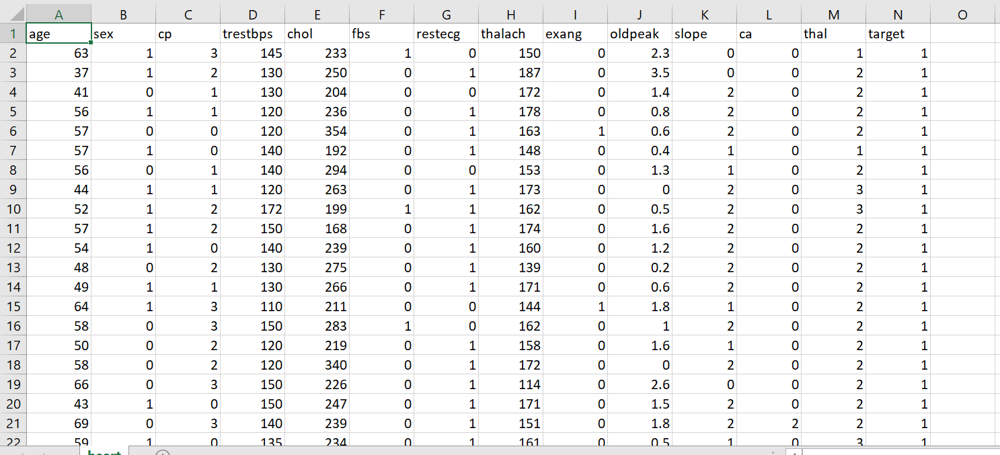 A B C D E F G H I J K L M N O
1 age sex cp trestbps chol fbs restecg thalach exang oldpeak slope ca thal target
2 63 1 3 145 233 1 0 150 0 2.3 0 0 1 1
3 37 1 2 130 250 0 1 187 0 3.5 0 0 2 1
4 41 0 1 130 204 0 0 172 0 1.4 2 0 2 1
5 56 1 1 120 236 0 1 178 0 0.8 2 0 2 1
6 57 0 0 120 354 0 1 163 1 0.6 2 0 2 1
7 57 1 0 140 192 0 1 148 0 0.4 1 0 1 1
8 56 0 1 140 294 0 0 153 0 1.3 1 0 2 1
9 44 1 1 120 263 0 1 173 0 0 2 0 3 1
10 52 1 2 172 199 1 1 162 0 0.5 2 0 3 1
11 57 1 2 150 168 0 1 174 0 1.6 2 0 2 1
12 54 1 0 140 239 0 1 160 0 1.2 2 0 2 1
13 48 0 2 130 275 0 1 139 0 0.2 2 0 2 1
14 49 1 1 130 266 0 1 171 0 0.6 2 0 2 1
15 64 1 3 110 211 0 0 144 1 1.8 1 0 2 1
16 58 0 3 150 283 1 0 162 0 1 2 0 2 1
17 50 0 2 120 219 0 1 158 0 1.6 1 0 2 1
18 58 0 2 120 340 0 1 172 0 0 2 0 2 1
19 66 0 3 150 226 0 1 114 0 2.6 0 0 2 1
20 43 1 0 150 247 0 1 171 0 1.5 2 0 2 1
21 69 0 3 140 239 0 1 151 0 1.8 2 2 2 1
22 59 1 0 135 234 0 1 161 0 0.5 1 0 3 1
heart